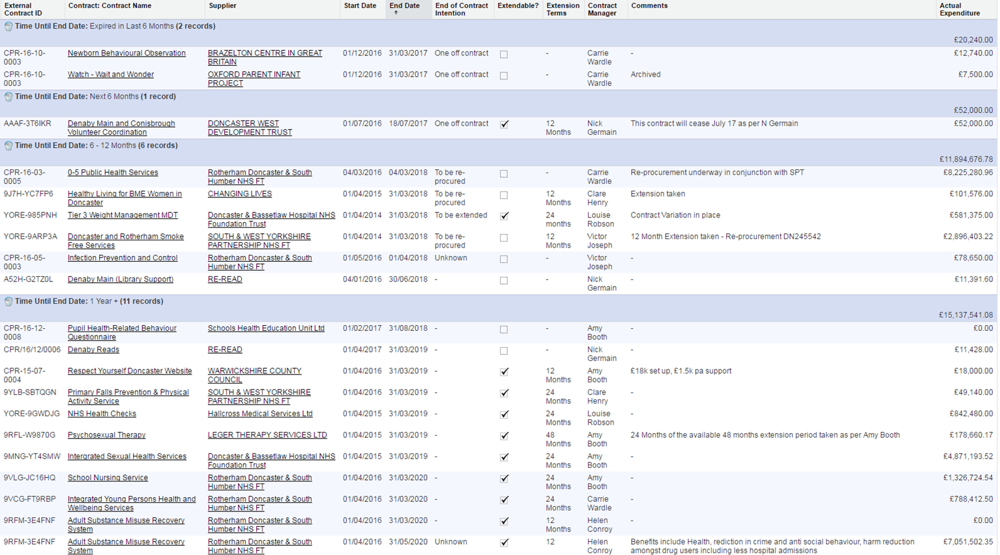 External Contract ID | Contract: Contract Name | Supplier | Start Date | End Date ↑ | End of Contract Intention | Extendable? | Extension Terms | Contract Manager | Comments | Actual Expenditure
Time Until End Date: Expired in Last 6 Months (2 records)
£20,240.00
CPR-16-10-0003 | Newborn Behavioural Observation | BRAZELTON CENTRE IN GREAT BRITAIN | 01/12/2016 | 31/03/2017 | One off contract | - | Carrie Wardle | - | £12,740.00
CPR-16-10-0003 | Watch - Wait and Wonder | OXFORD PARENT INFANT PROJECT | 01/12/2016 | 31/03/2017 | One off contract | - | Carrie Wardle | Archived | £7,500.00
Time Until End Date: Next 6 Months (1 record)
£52,000.00
AAAF-3T6IKR | Denaby Main and Conisbrough Volunteer Coordination | DONCASTER WEST DEVELOPMENT TRUST | 01/07/2016 | 18/07/2017 | One off contract | ✓ | 12 Months | Nick Germain | This contract will cease July 17 as per N Germain | £52,000.00
Time Until End Date: 6 - 12 Months (6 records)
£11,894,676.78
CPR-16-03-0005 | 0-5 Public Health Services | Rotherham Doncaster & South Humber NHS FT | 04/03/2016 | 04/03/2018 | To be re-procured | - | Carrie Wardle | Re-procurement underway in conjunction with SPT | £8,225,280.96
9J7H-YC7FP6 | Healthy Living for BME Women in Doncaster | CHANGING LIVES | 01/04/2015 | 31/03/2018 | To be re-procured | 12 Months | Clare Henry | Extension taken | £101,576.00
YORE-985PNH | Tier 3 Weight Management MDT | Doncaster & Bassetlaw Hospital NHS Foundation Trust | 01/04/2014 | 31/03/2018 | To be extended | ✓ | 24 months | Louise Robson | Contract Variation in place | £581,375.00
YORE-9ARP3A | Doncaster and Rotherham Smoke Free Services | SOUTH & WEST YORKSHIRE PARTNERSHIP NHS FT | 01/04/2014 | 31/03/2018 | To be re-procured | 12 Months | Victor Joseph | 12 Month Extension taken - Re-procurement DN245542 | £2,896,403.22
CPR-16-05-0003 | Infection Prevention and Control | Rotherham Doncaster & South Humber NHS FT | 01/05/2016 | 01/04/2018 | Unknown | - | Victor Joseph | - | £78,650.00
A52H-G2TZ0L | Denaby Main (Library Support) | RE-READ | 04/01/2016 | 30/06/2018 | - | - | Nick Germain | - | £11,391.60
Time Until End Date: 1 Year + (11 records)
£15,137,541.08
CPR-16-12-0008 | Pupil Health-Related Behaviour Questionnaire | Schools Health Education Unit Ltd | 01/02/2017 | 31/08/2018 | - | - | Amy Booth | - | £0.00
CPR/16/12/0006 | Denaby Reads | RE-READ | 01/04/2017 | 31/03/2019 | - | - | Nick Germain | - | £11,428.00
CPR-15-07-0004 | Respect Yourself Doncaster Website | WARWICKSHIRE COUNTY COUNCIL | 01/04/2016 | 31/03/2019 | - | ✓ | 12 Months | Amy Booth | £18k set up, £1.5k pa support | £18,000.00
9YLB-SBTQGN | Primary Falls Prevention & Physical Activity Service | SOUTH & WEST YORKSHIRE PARTNERSHIP NHS FT | 01/04/2016 | 31/03/2019 | - | ✓ | 24 Months | Clare Henry | - | £49,140.00
YORE-9GWDJG | NHS Health Checks | Hallcross Medical Services Ltd | 01/04/2015 | 31/03/2019 | - | ✓ | 24 Months | Louise Robson | - | £842,480.00
9RFL-W9870G | Psychosexual Therapy | LEGER THERAPY SERVICES LTD | 01/04/2015 | 31/03/2019 | - | ✓ | 48 Months | Amy Booth | 24 Months of the available 48 months extension period taken as per Amy Booth | £178,660.17
9MNG-YT4SMW | Intergrated Sexual Health Services | Doncaster & Bassetlaw Hospital NHS Foundation Trust | 01/04/2015 | 31/03/2019 | - | ✓ | 24 Months | Amy Booth | - | £4,871,193.52
9VLG-JC16HQ | School Nursing Service | Rotherham Doncaster & South Humber NHS FT | 01/04/2016 | 31/03/2020 | - | ✓ | 24 Months | Amy Booth | - | £1,326,724.54
9VCG-FT9RBP | Integrated Young Persons Health and Wellbeing Services | Rotherham Doncaster & South Humber NHS FT | 01/04/2016 | 31/03/2020 | - | ✓ | 24 Months | Carrie Wardle | - | £788,412.50
9RFM-3E4FNF | Adult Substance Misuse Recovery System | Rotherham Doncaster & South Humber NHS FT | 01/04/2016 | 31/03/2020 | - | ✓ | 12 Months | Helen Conroy | - | £0.00
9RFM-3E4FNF | Adult Substance Misuse Recovery System | Rotherham Doncaster & South Humber NHS FT | 01/04/2016 | 31/05/2020 | Unknown | ✓ | 12 | Helen Conroy | Benefits include Health, rediction in crime and anti social behaviour, harm reduction amongst drug users including less hospital admissions | £7,051,502.35